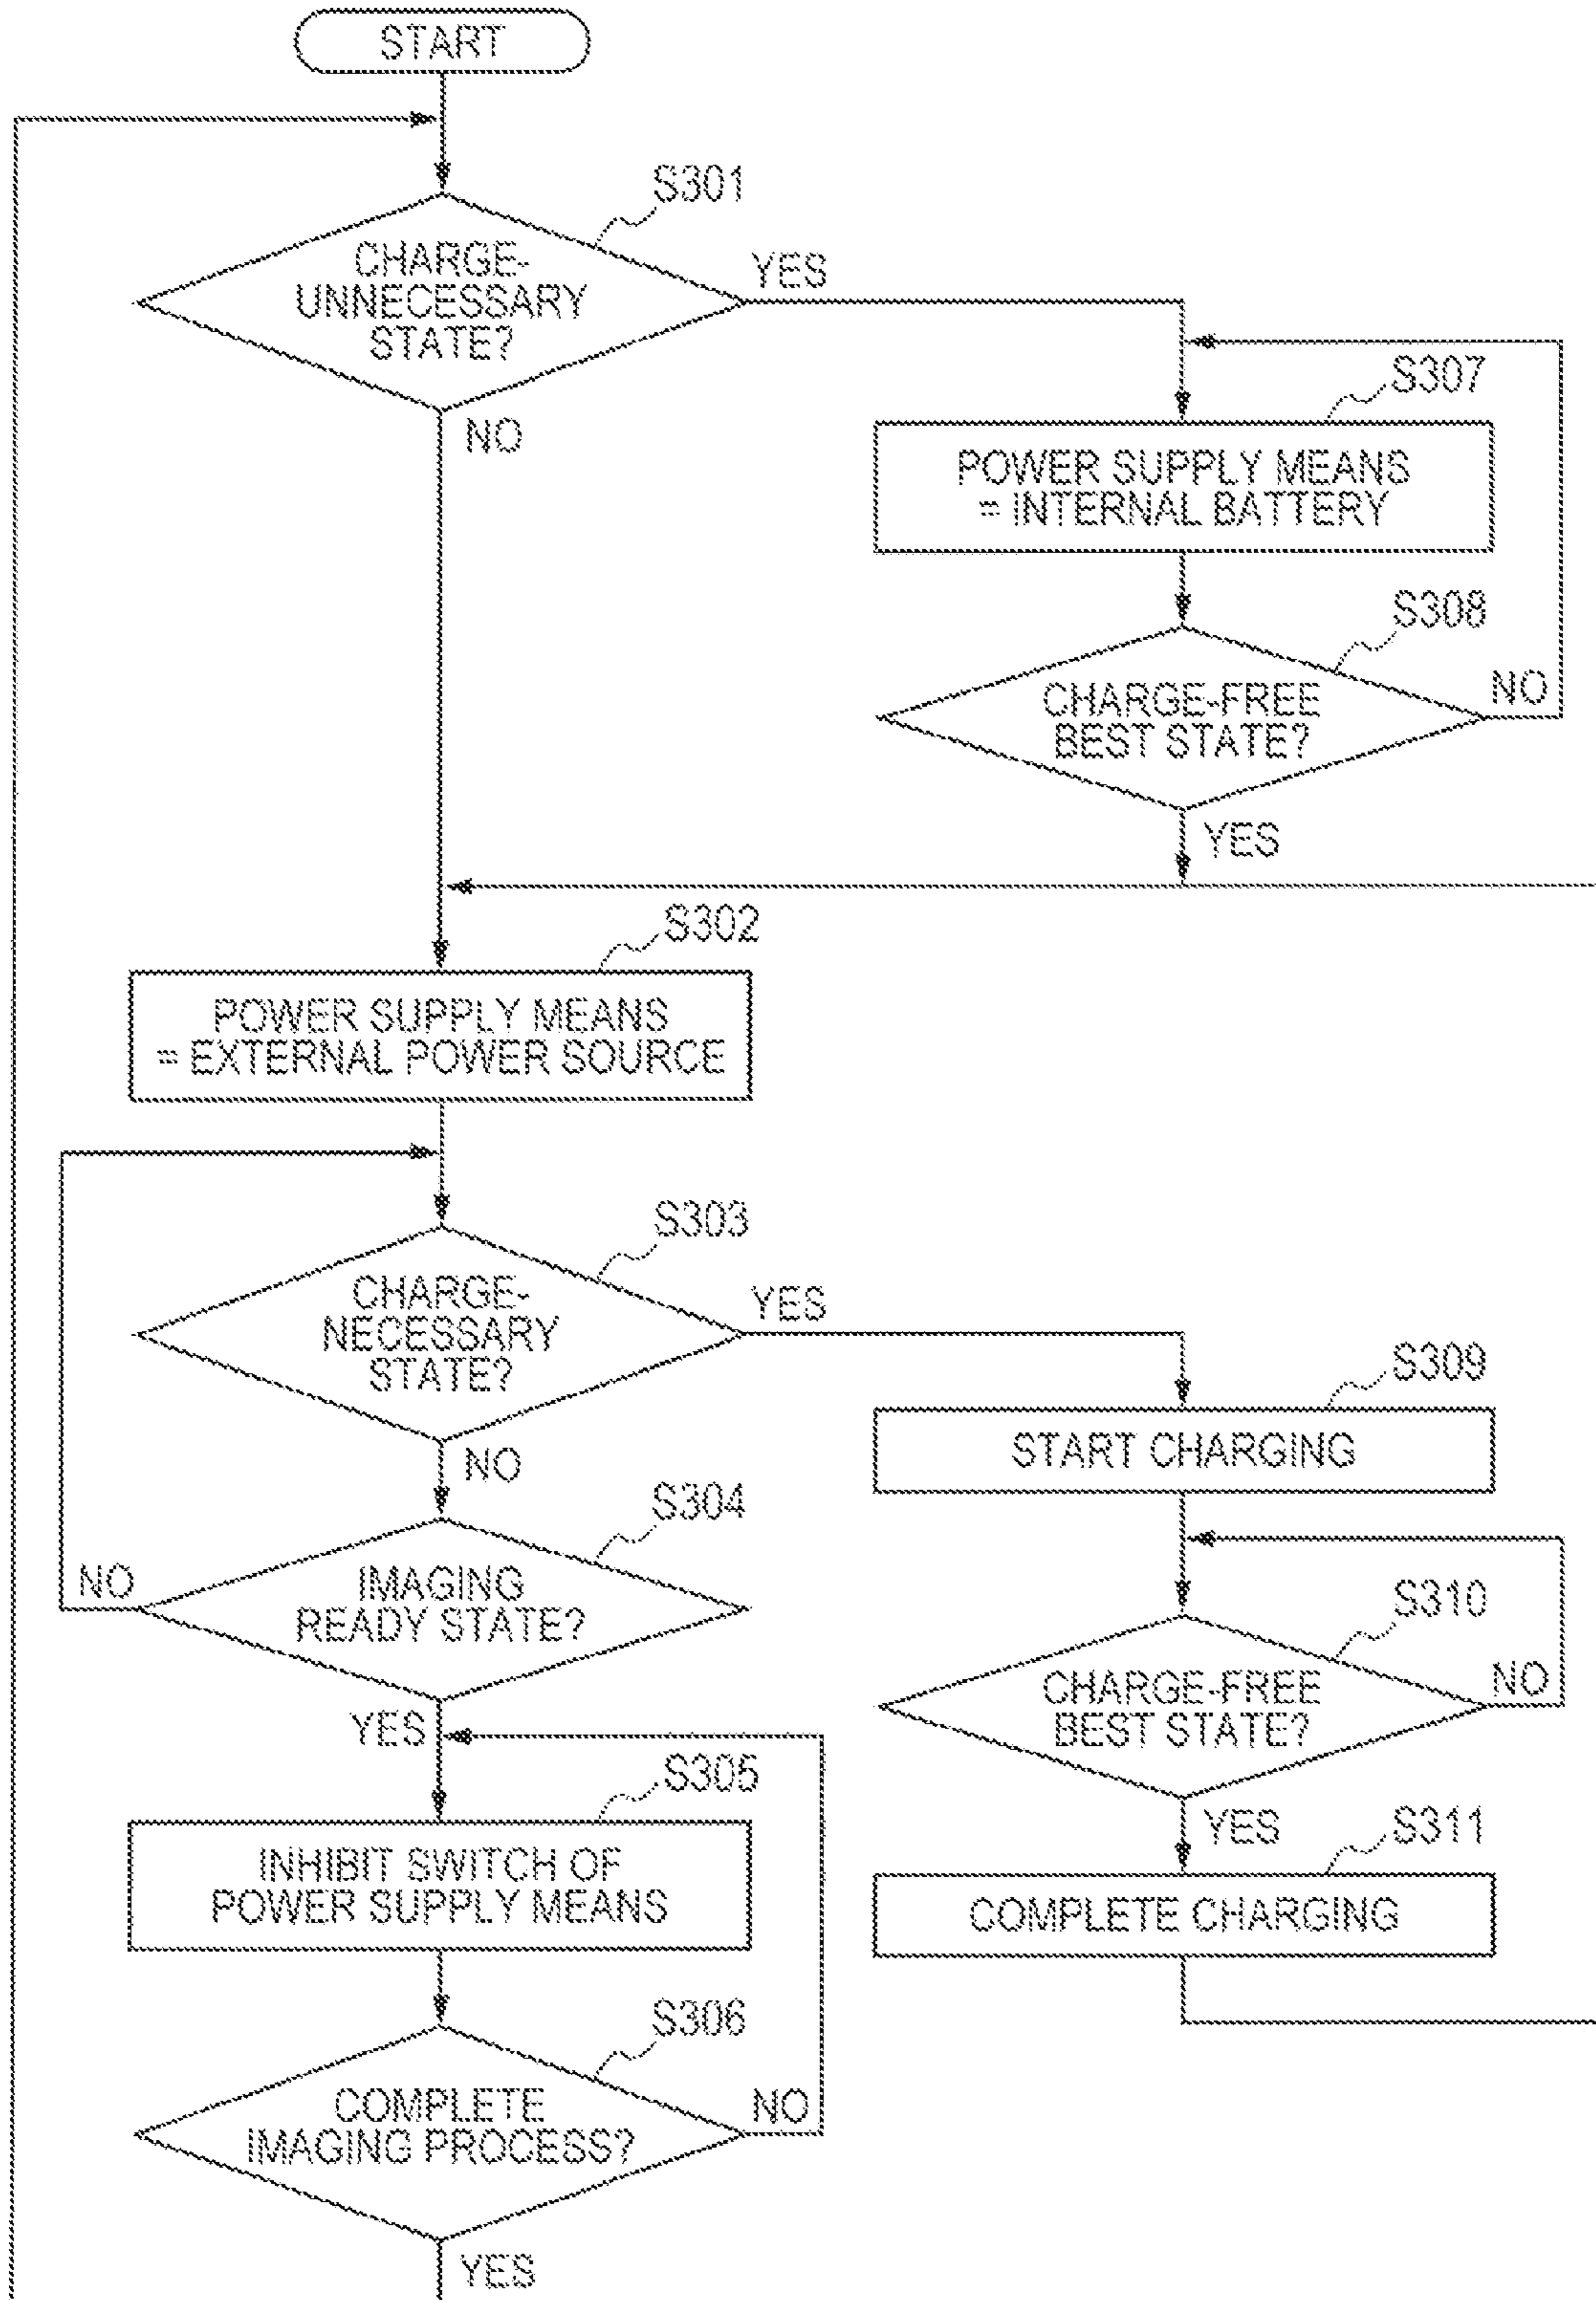 START
S301
CHARGE-
UNNECESSARY
STATE?
YES
NO
S307
POWER SUPPLY MEANS
= INTERNAL BATTERY
S308
CHARGE-FREE
BEST STATE?
NO
YES
S302
POWER SUPPLY MEANS
= EXTERNAL POWER SOURCE
S303
CHARGE-
NECESSARY
STATE?
YES
NO
S309
START CHARGING
S304
IMAGING
READY STATE?
NO
YES
S310
CHARGE-FREE
BEST STATE?
NO
YES
S305
INHIBIT SWITCH OF
POWER SUPPLY MEANS
S311
COMPLETE CHARGING
S306
COMPLETE
IMAGING PROCESS?
NO
YES